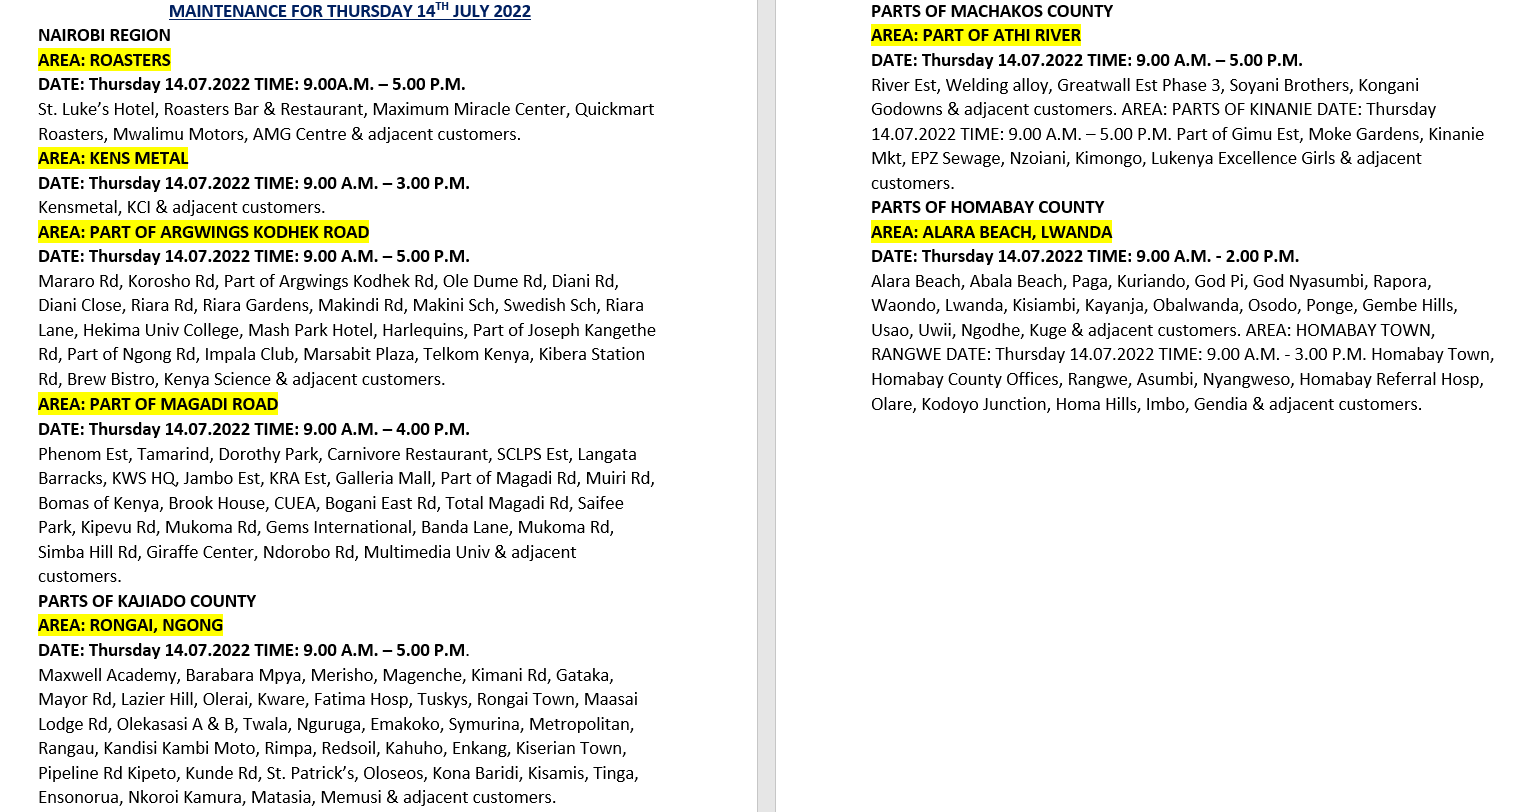 MAINTENANCE FOR THURSDAY 14TH JULY 2022
NAIROBI REGION
AREA: ROASTERS
DATE: Thursday 14.07.2022 TIME: 9.00A.M. – 5.00 P.M.
St. Luke’s Hotel, Roasters Bar & Restaurant, Maximum Miracle Center, Quickmart
Roasters, Mwalimu Motors, AMG Centre & adjacent customers.
AREA: KENS METAL
DATE: Thursday 14.07.2022 TIME: 9.00 A.M. – 3.00 P.M.
Kensmetal, KCI & adjacent customers.
AREA: PART OF ARGWINGS KODHEK ROAD
DATE: Thursday 14.07.2022 TIME: 9.00 A.M. – 5.00 P.M.
Mararo Rd, Korosho Rd, Part of Argwings Kodhek Rd, Ole Dume Rd, Diani Rd,
Diani Close, Riara Rd, Riara Gardens, Makindi Rd, Makini Sch, Swedish Sch, Riara
Lane, Hekima Univ College, Mash Park Hotel, Harlequins, Part of Joseph Kangethe
Rd, Part of Ngong Rd, Impala Club, Marsabit Plaza, Telkom Kenya, Kibera Station
Rd, Brew Bistro, Kenya Science & adjacent customers.
AREA: PART OF MAGADI ROAD
DATE: Thursday 14.07.2022 TIME: 9.00 A.M. – 4.00 P.M.
Phenom Est, Tamarind, Dorothy Park, Carnivore Restaurant, SCLPS Est, Langata
Barracks, KWS HQ, Jambo Est, KRA Est, Galleria Mall, Part of Magadi Rd, Muiri Rd,
Bomas of Kenya, Brook House, CUEA, Bogani East Rd, Total Magadi Rd, Saifee
Park, Kipevu Rd, Mukoma Rd, Gems International, Banda Lane, Mukoma Rd,
Simba Hill Rd, Giraffe Center, Ndorobo Rd, Multimedia Univ & adjacent
customers.
PARTS OF KAJIADO COUNTY
AREA: RONGAI, NGONG
DATE: Thursday 14.07.2022 TIME: 9.00 A.M. – 5.00 P.M.
Maxwell Academy, Barabara Mpya, Merisho, Magenche, Kimani Rd, Gataka,
Mayor Rd, Lazier Hill, Olerai, Kware, Fatima Hosp, Tuskys, Rongai Town, Maasai
Lodge Rd, Olekasasi A & B, Twala, Nguruga, Emakoko, Symurina, Metropolitan,
Rangau, Kandisi Kambi Moto, Rimpa, Redsoil, Kahuho, Enkang, Kiserian Town,
Pipeline Rd Kipeto, Kunde Rd, St. Patrick’s, Oloseos, Kona Baridi, Kisamis, Tinga,
Ensonorua, Nkoroi Kamura, Matasia, Memusi & adjacent customers.
PARTS OF MACHAKOS COUNTY
AREA: PART OF ATHI RIVER
DATE: Thursday 14.07.2022 TIME: 9.00 A.M. – 5.00 P.M.
River Est, Welding alloy, Greatwall Est Phase 3, Soyani Brothers, Kongani
Godowns & adjacent customers. AREA: PARTS OF KINANIE DATE: Thursday
14.07.2022 TIME: 9.00 A.M. – 5.00 P.M. Part of Gimu Est, Moke Gardens, Kinanie
Mkt, EPZ Sewage, Nzoiani, Kimongo, Lukenya Excellence Girls & adjacent
customers.
PARTS OF HOMABAY COUNTY
AREA: ALARA BEACH, LWANDA
DATE: Thursday 14.07.2022 TIME: 9.00 A.M. - 2.00 P.M.
Alara Beach, Abala Beach, Paga, Kuriando, God Pi, God Nyasumbi, Rapora,
Waondo, Lwanda, Kisiambi, Kayanja, Obalwanda, Osodo, Ponge, Gembe Hills,
Usao, Uwii, Ngodhe, Kuge & adjacent customers. AREA: HOMABAY TOWN,
RANGWE DATE: Thursday 14.07.2022 TIME: 9.00 A.M. - 3.00 P.M. Homabay Town,
Homabay County Offices, Rangwe, Asumbi, Nyangweso, Homabay Referral Hosp,
Olare, Kodoyo Junction, Homa Hills, Imbo, Gendia & adjacent customers.